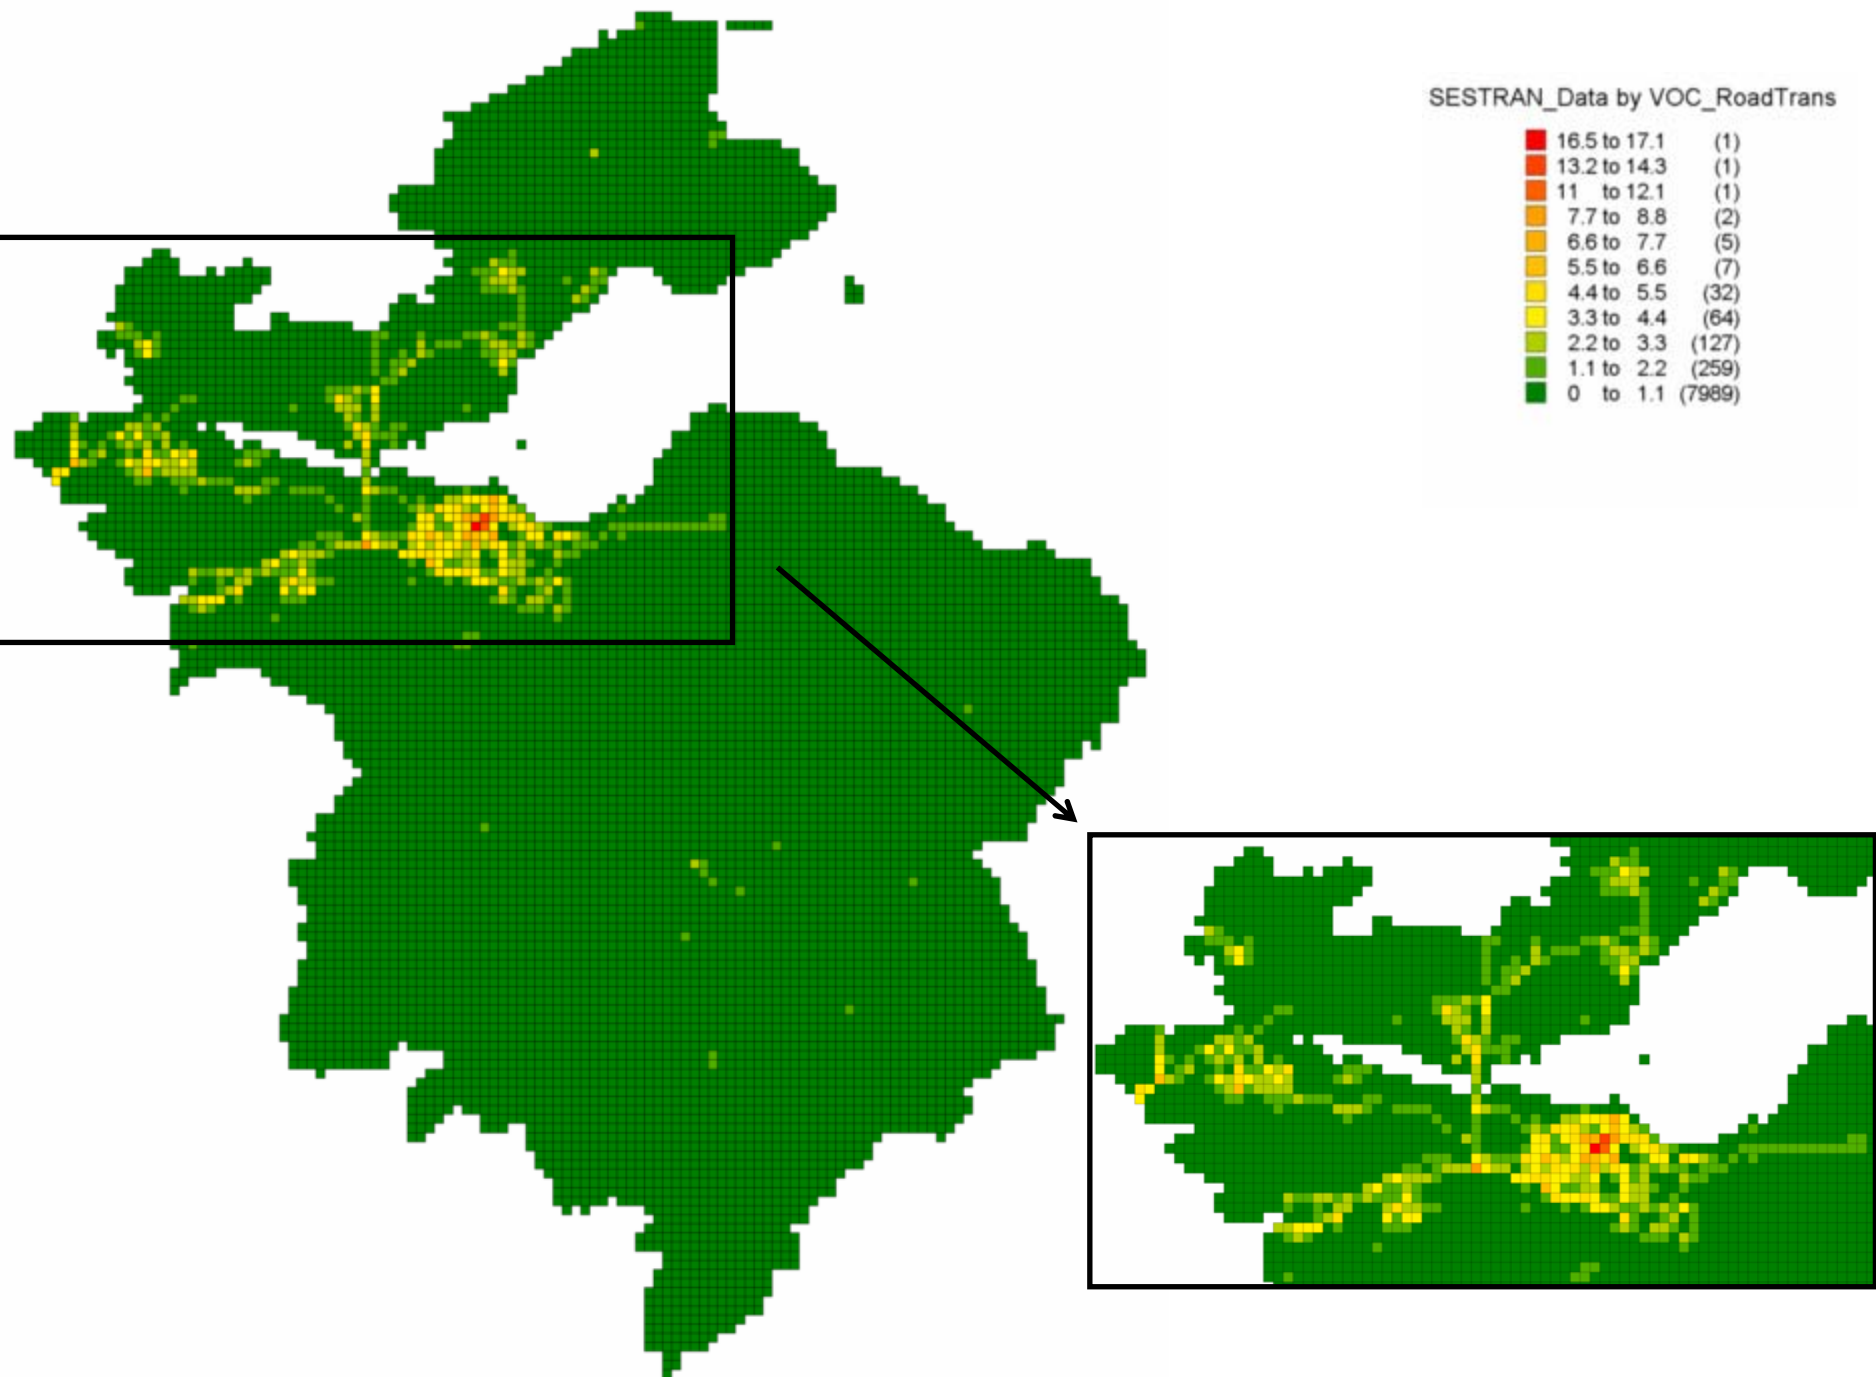 SESTRAN_Data by VOC_RoadTrans
16.5 to 17.1 (1)
13.2 to 14.3 (1)
11 to 12.1 (1)
7.7 to 8.8 (2)
6.6 to 7.7 (5)
5.5 to 6.6 (7)
4.4 to 5.5 (32)
3.3 to 4.4 (64)
2.2 to 3.3 (127)
1.1 to 2.2 (259)
0 to 1.1 (7989)